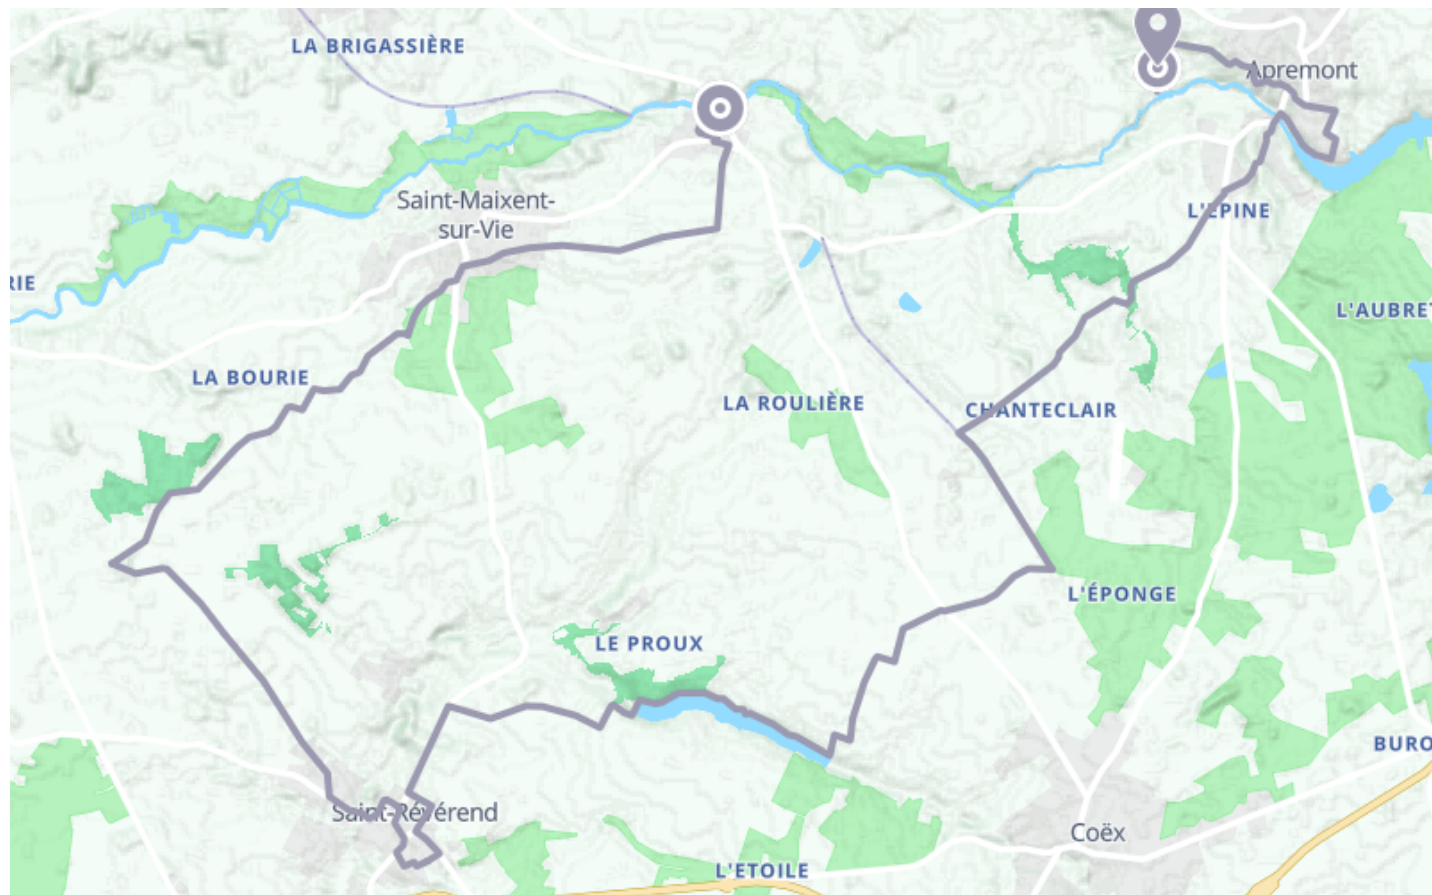 LA BRIGASSIÈRE
Apremont
Saint-Maixent-
sur-Vie
L'EPINE
RIE
L'AUBRET
LA BOURIE
LA ROULIÈRE
CHANTECLAIR
L'ÉPONGE
LE PROUX
BURO
Saint-Révérend
Coëx
L'ETOILE